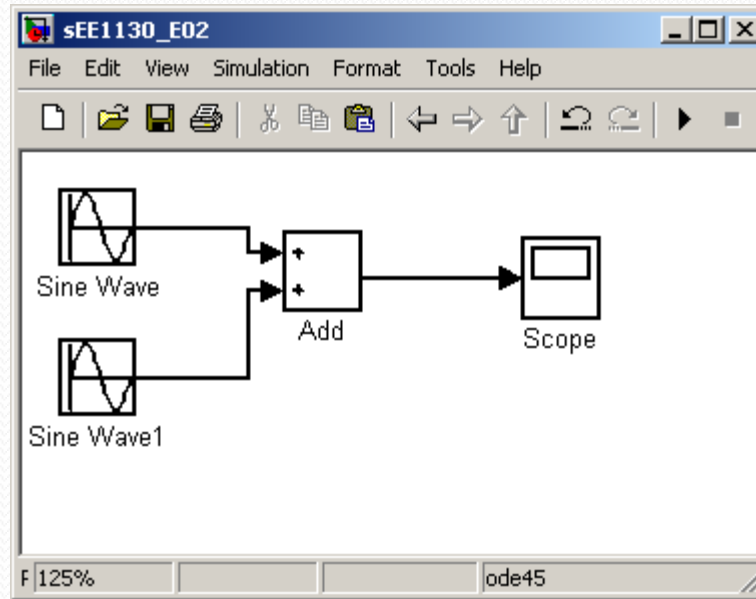 sEE1130_E02
File Edit View Simulation Format Tools Help
Sine Wave
Add
Scope
Sine Wave1
F 125% ode45